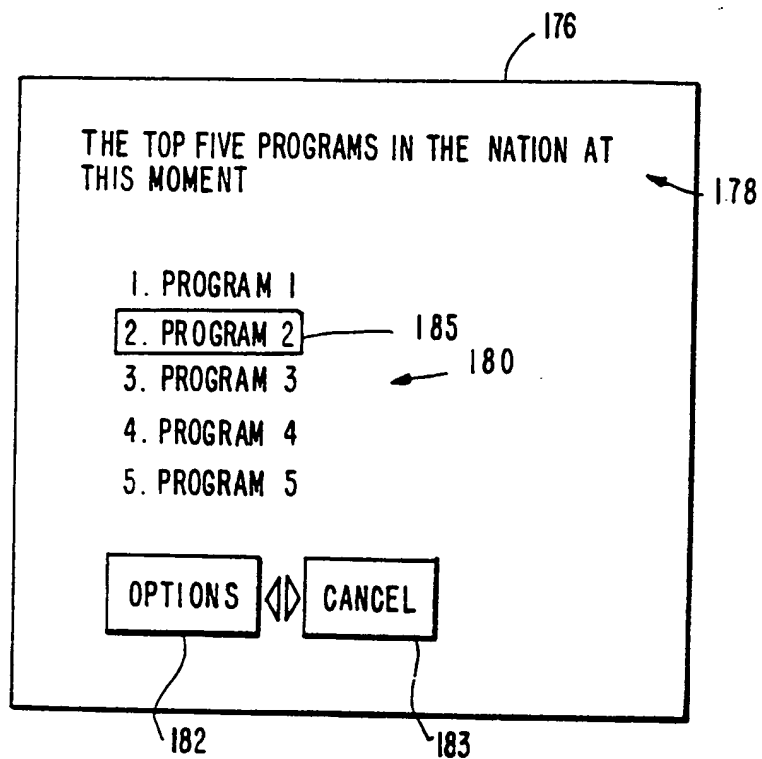 176
THE TOP FIVE PROGRAMS IN THE NATION AT
THIS MOMENT
178
1. PROGRAM 1
2. PROGRAM 2
185
3. PROGRAM 3
180
4. PROGRAM 4
5. PROGRAM 5
OPTIONS
CANCEL
182
183